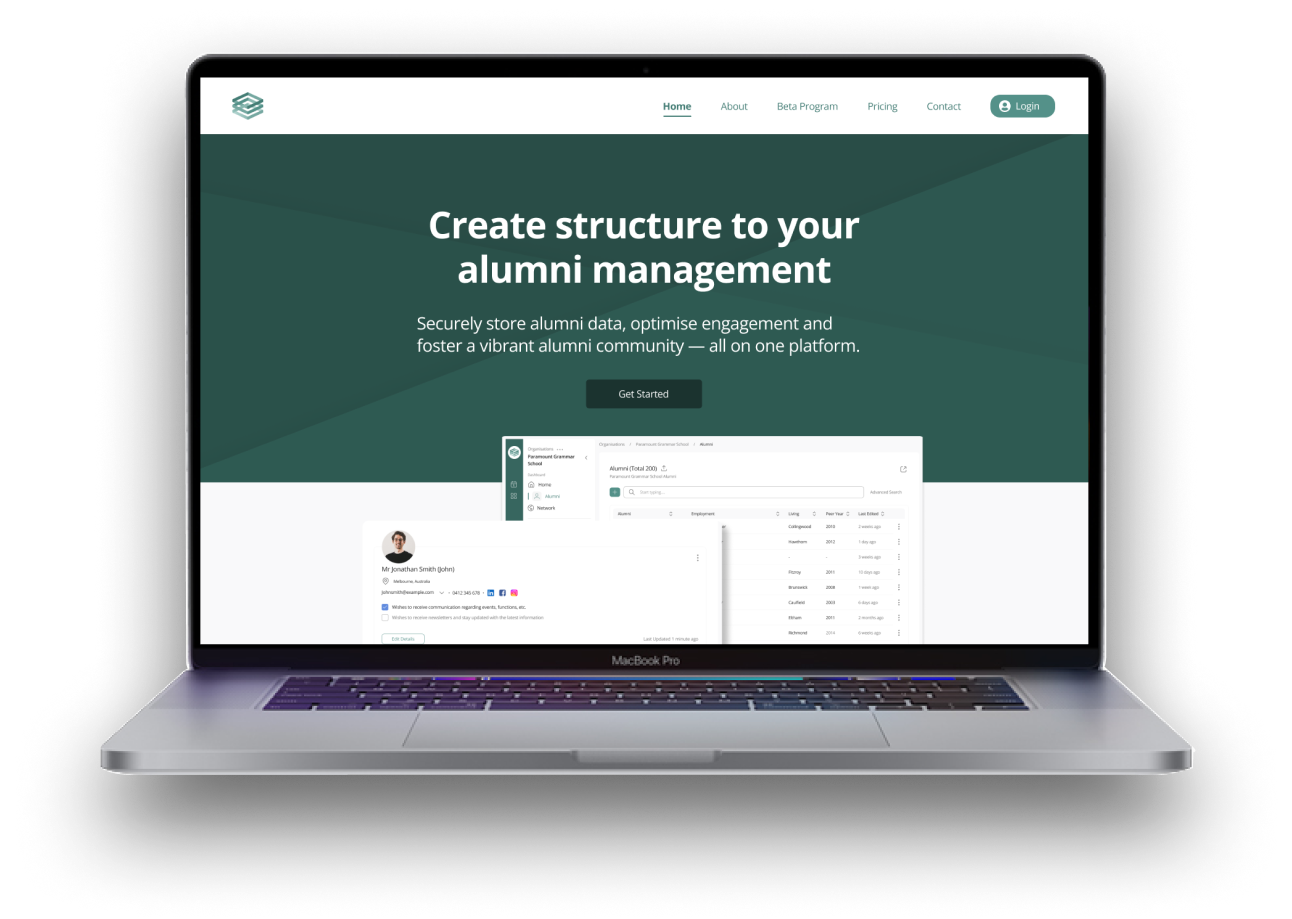 Home About Beta Program Pricing Contact Login
Create structure to your
alumni management
Securely store alumni data, optimise engagement and
foster a vibrant alumni community — all on one platform.
Get Started
Organisations / Paramount Grammar School / Alumni
Organisations
Paramount Grammar
School
Dashboard
Home
Alumni
Network
Alumni (Total 200)
Paramount Grammar School Alumni
Start typing...
Advanced Search
Alumni Employment Living Peer Year Last Edited
Collingwood 2010 2 weeks ago
Hawthorn 2012 1 day ago
- - 3 weeks ago
Fitzroy 2011 10 days ago
Brunswick 2008 1 week ago
Caulfield 2003 6 days ago
Eltham 2011 2 months ago
Richmond 2014 6 weeks ago
Mr Jonathan Smith (John)
Melbourne, Australia
johnsmith@example.com • 0412 345 678 •
Wishes to receive communication regarding events, functions, etc.
Wishes to receive newsletters and stay updated with the latest information
Edit Details
Last Updated 1 minute ago
MacBook Pro